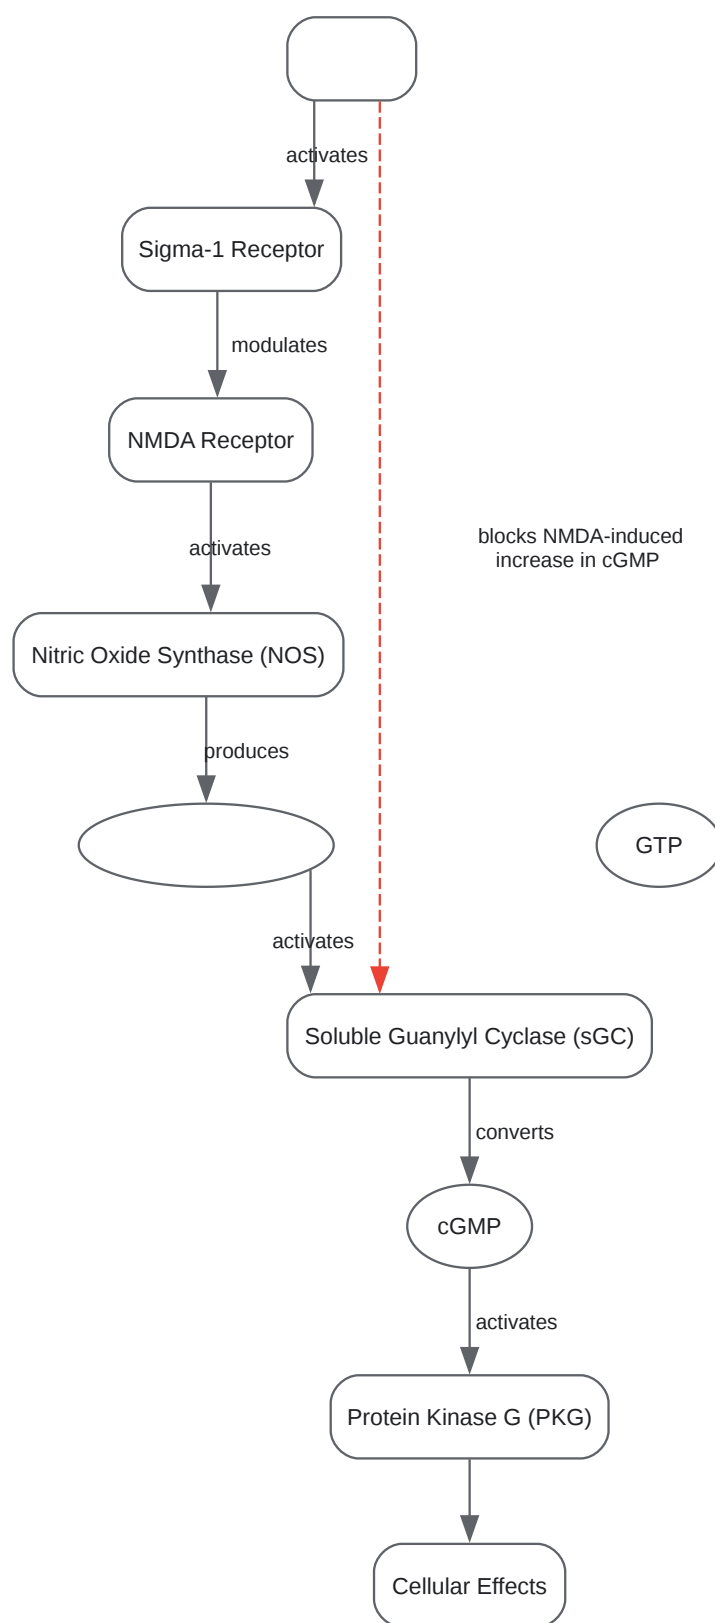 activates
Sigma-1 Receptor
modulates
NMDA Receptor
blocks NMDA-induced
increase in cGMP
activates
Nitric Oxide Synthase (NOS)
produces
GTP
activates
Soluble Guanylyl Cyclase (sGC)
converts
cGMP
activates
Protein Kinase G (PKG)
Cellular Effects